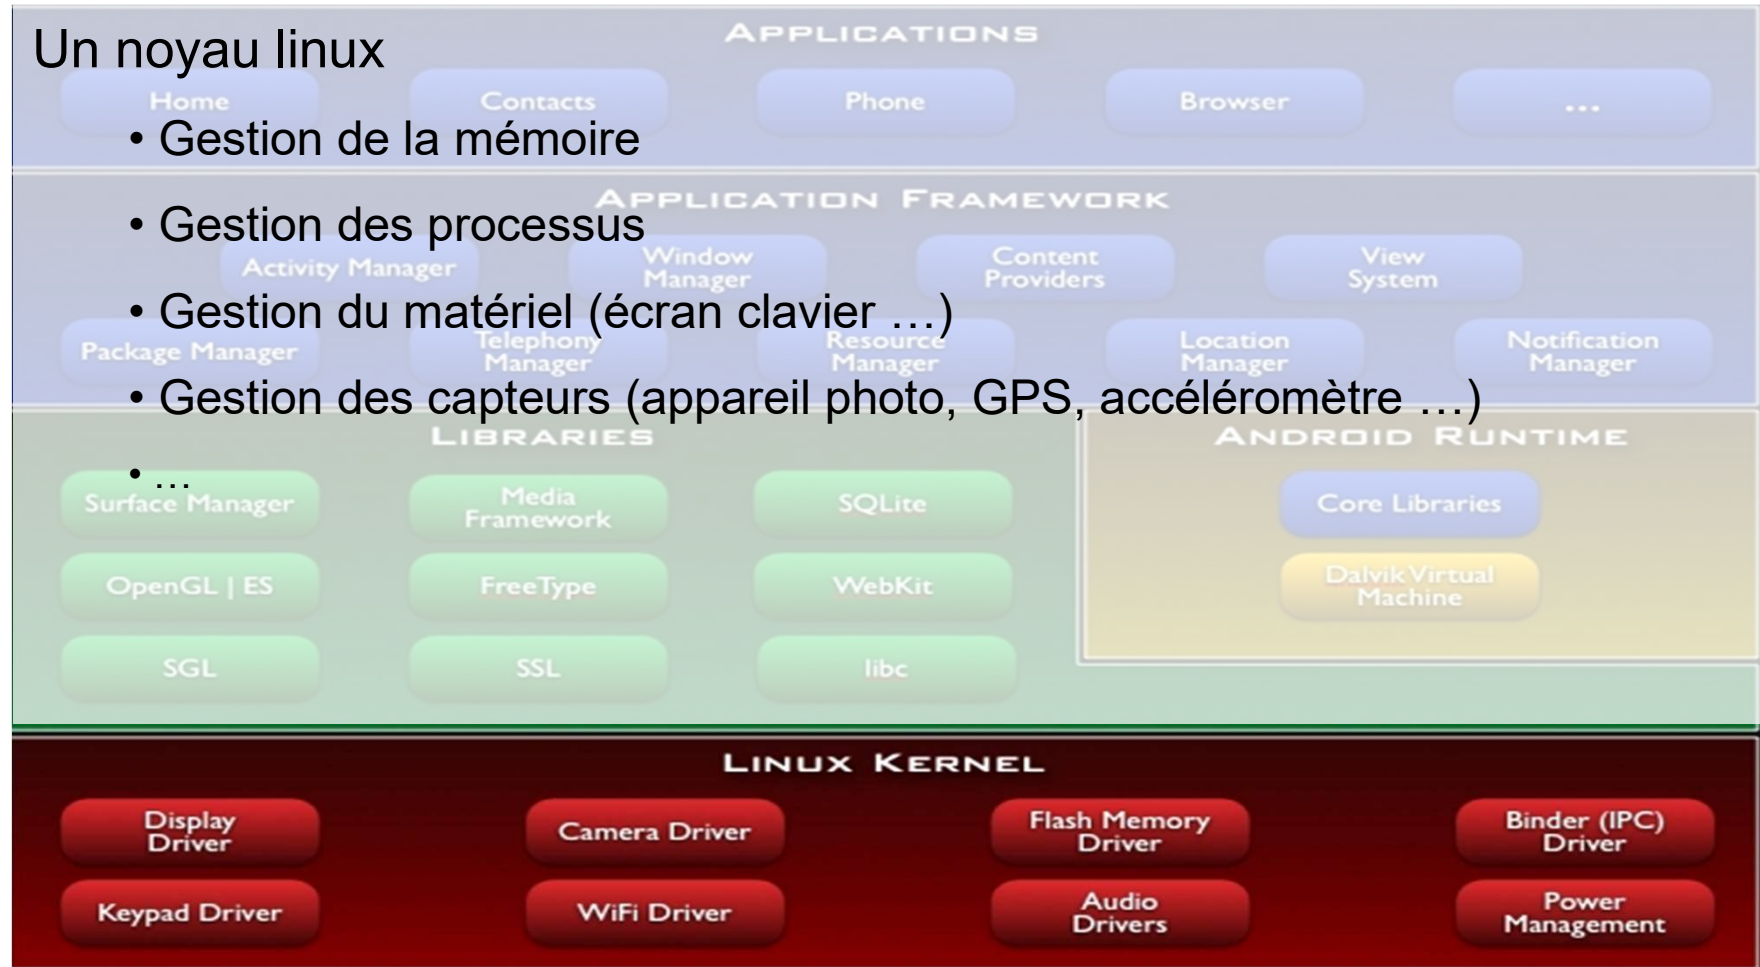 Un noyau linux
• Gestion de la mémoire
• Gestion des processus
• Gestion du matériel (écran clavier …)
• Gestion des capteurs (appareil photo, GPS, accéléromètre …)
• …
APPLICATIONS
Home
Contacts
Phone
Browser
...
APPLICATION FRAMEWORK
Activity Manager
Window
Manager
Content
Providers
View
System
Package Manager
Telephony
Manager
Resource
Manager
Location
Manager
Notification
Manager
LIBRARIES
Surface Manager
Media
Framework
SQLite
OpenGL | ES
FreeType
WebKit
SGL
SSL
libc
ANDROID RUNTIME
Core Libraries
Dalvik Virtual
Machine
LINUX KERNEL
Display
Driver
Camera Driver
Flash Memory
Driver
Binder (IPC)
Driver
Keypad Driver
WiFi Driver
Audio
Drivers
Power
Management